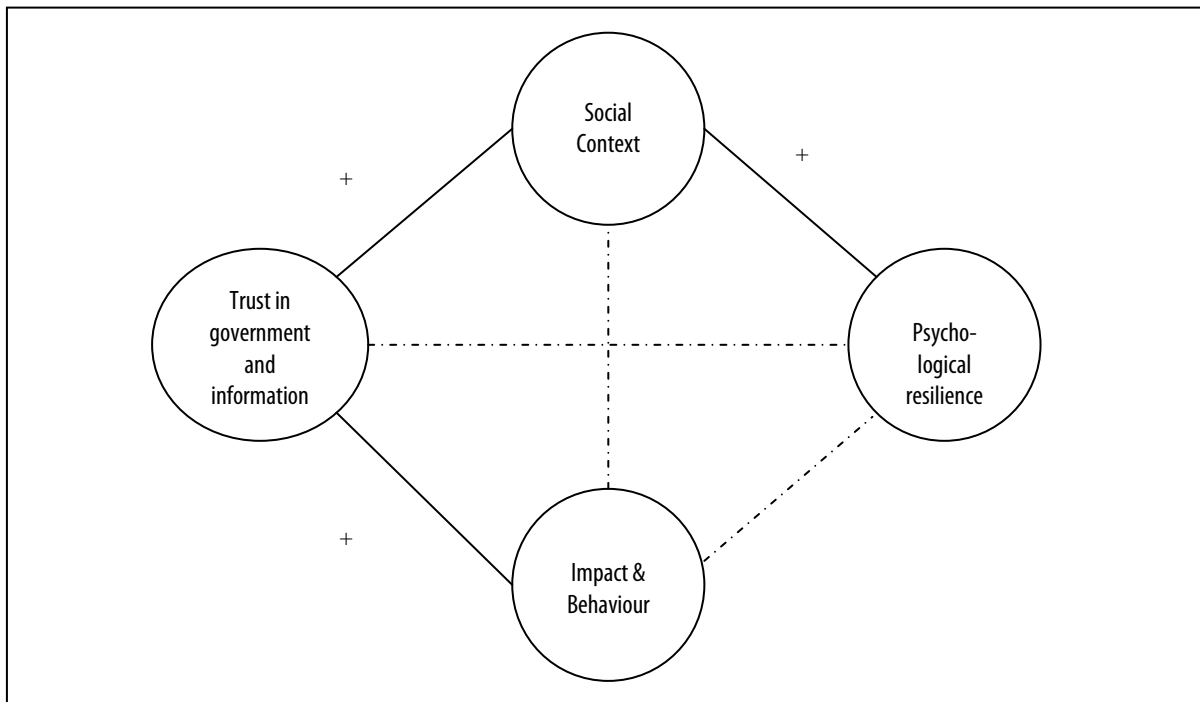 Social
Context
+
+
Trust in
government
and
information
Psycho-
logical
resilience
+
Impact &
Behaviour